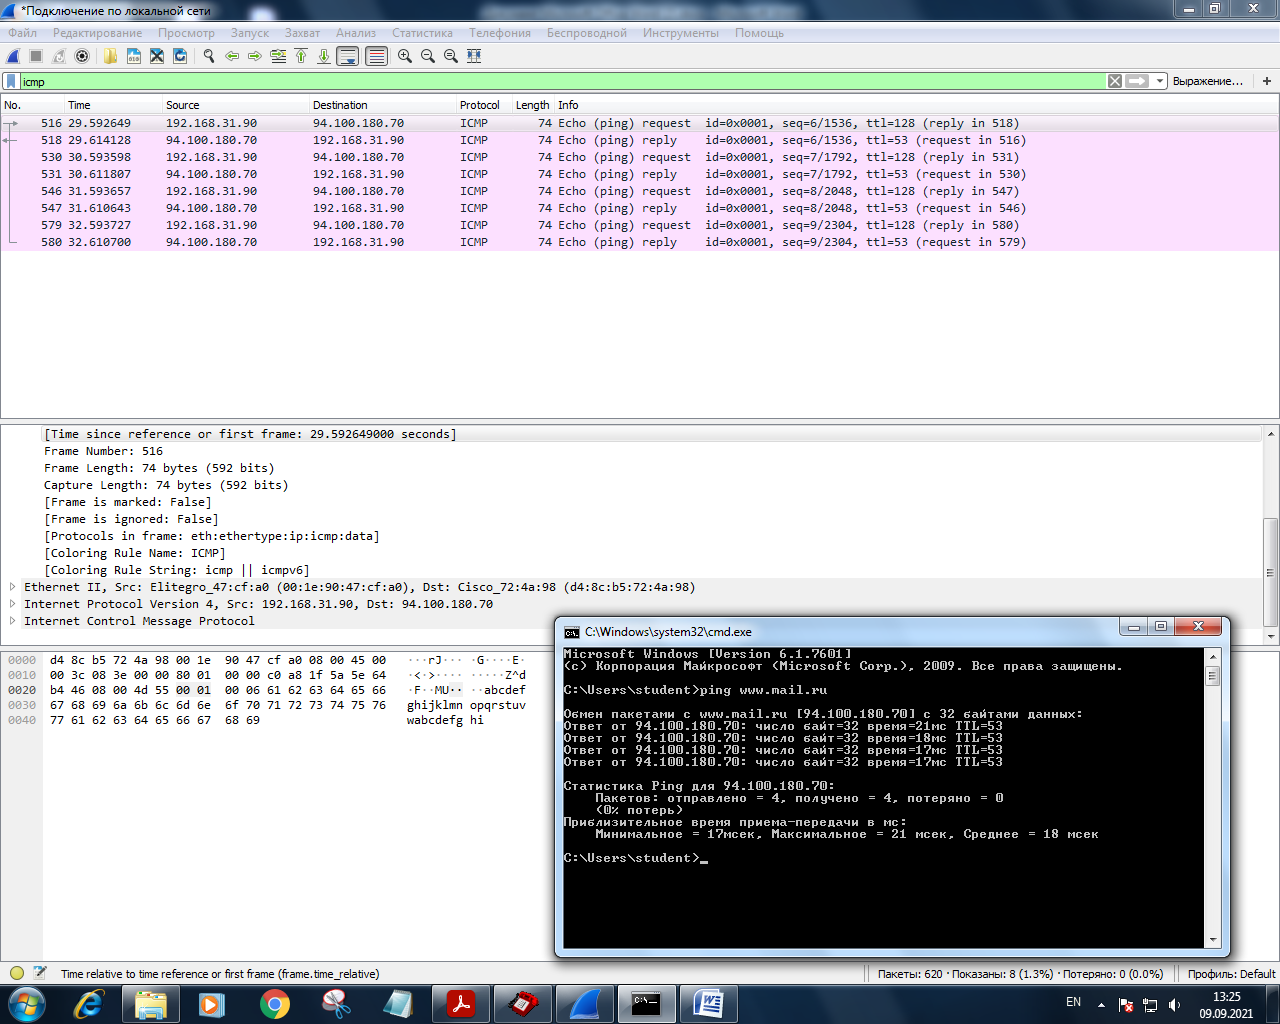 *Подключение по локальной сети
Файл Редактирование Просмотр Запуск Захват Анализ Статистика Телефония Беспроводной Инструменты Помощь
icmp Выражение... +
No. Time Source Destination Protocol Length Info
516 29.592649 192.168.31.90 94.100.180.70 ICMP 74 Echo (ping) request id=0x0001, seq=6/1536, ttl=128 (reply in 518)
518 29.614128 94.100.180.70 192.168.31.90 ICMP 74 Echo (ping) reply id=0x0001, seq=6/1536, ttl=53 (request in 516)
530 30.593598 192.168.31.90 94.100.180.70 ICMP 74 Echo (ping) request id=0x0001, seq=7/1792, ttl=128 (reply in 531)
531 30.611807 94.100.180.70 192.168.31.90 ICMP 74 Echo (ping) reply id=0x0001, seq=7/1792, ttl=53 (request in 530)
546 31.593657 192.168.31.90 94.100.180.70 ICMP 74 Echo (ping) request id=0x0001, seq=8/2048, ttl=128 (reply in 547)
547 31.610643 94.100.180.70 192.168.31.90 ICMP 74 Echo (ping) reply id=0x0001, seq=8/2048, ttl=53 (request in 546)
579 32.593727 192.168.31.90 94.100.180.70 ICMP 74 Echo (ping) request id=0x0001, seq=9/2304, ttl=128 (reply in 580)
580 32.610700 94.100.180.70 192.168.31.90 ICMP 74 Echo (ping) reply id=0x0001, seq=9/2304, ttl=53 (request in 579)
[Time since reference or first frame: 29.592649000 seconds]
Frame Number: 516
Frame Length: 74 bytes (592 bits)
Capture Length: 74 bytes (592 bits)
[Frame is marked: False]
[Frame is ignored: False]
[Protocols in frame: eth:ethertype:ip:icmp:data]
[Coloring Rule Name: ICMP]
[Coloring Rule String: icmp || icmpv6]
Ethernet II, Src: Elitegro_47:cf:a0 (00:1e:90:47:cf:a0), Dst: Cisco_72:4a:98 (d4:8c:b5:72:4a:98)
Internet Protocol Version 4, Src: 192.168.31.90, Dst: 94.100.180.70
Internet Control Message Protocol
0000 d4 8c b5 72 4a 98 00 1e 90 47 cf a0 08 00 45 00 ···rJ··· ·G····E·
0010 00 3c 08 3e 00 00 80 01 00 00 c0 a8 1f 5a 5e 64 ·<·>···· ·····Z^d
0020 b4 46 08 00 4d 55 00 01 00 06 61 62 63 64 65 66 ·F··MU·· ··abcdef
0030 67 68 69 6a 6b 6c 6d 6e 6f 70 71 72 73 74 75 76 ghijklmn opqrstuv
0040 77 61 62 63 64 65 66 67 68 69 wabcdefg hi
C:\Windows\system32\cmd.exe
Microsoft Windows [Version 6.1.7601]
(c) Корпорация Майкрософт (Microsoft Corp.), 2009. Все права защищены.
C:\Users\student>ping www.mail.ru
Обмен пакетами с www.mail.ru [94.100.180.70] с 32 байтами данных:
Ответ от 94.100.180.70: число байт=32 время=21мс TTL=53
Ответ от 94.100.180.70: число байт=32 время=18мс TTL=53
Ответ от 94.100.180.70: число байт=32 время=17мс TTL=53
Ответ от 94.100.180.70: число байт=32 время=17мс TTL=53
Статистика Ping для 94.100.180.70:
Пакетов: отправлено = 4, получено = 4, потеряно = 0
(0% потерь)
Приблизительное время приема-передачи в мс:
Минимальное = 17мсек, Максимальное = 21 мсек, Среднее = 18 мсек
C:\Users\student>_
Time relative to time reference or first frame (frame.time_relative) Пакеты: 620 · Показаны: 8 (1.3%) · Потеряно: 0 (0.0%) Профиль: Default
EN 13:25
09.09.2021